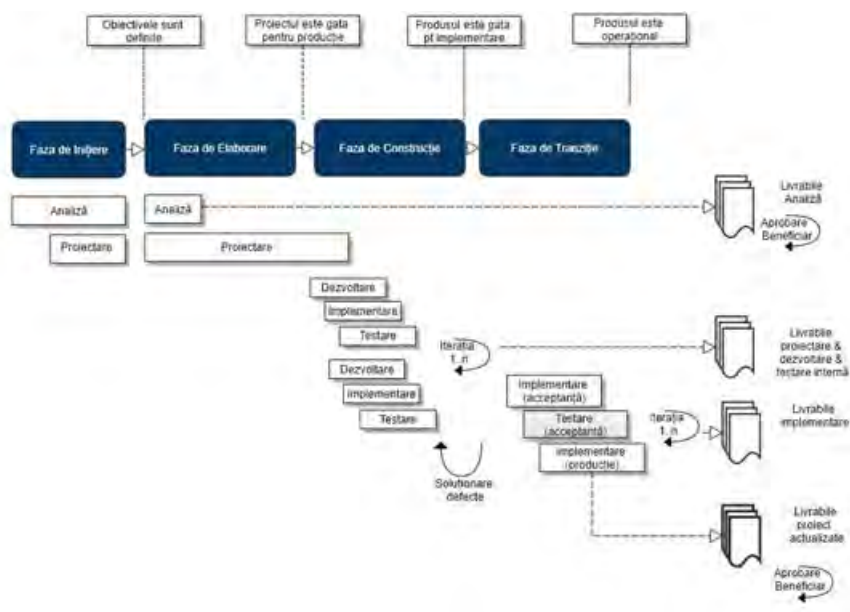 Obiectivele sunt
definite
Proiectul este gata
pentru productie
Produsul este gata
pt implementare
Produsul este
operational
Faza de Inițiere
Faza de Elaborare
Faza de Construcție
Faza de Tranziție
Analiză
Analiză
Livrabile
Analiză
Aprobare
Beneficiar
Proiectare
Proiectare
Dezvoltare
Implementare
Testare
Iterația
1..n
Livrabile
proiectare &
dezvoltare &
testare internă
Dezvoltare
Implementare
Testare
Implementare
(acceptanță)
Testare
(acceptanță)
Implementare
(producție)
Iterația
1..n
Livrabile
implementare
Soluționare
defecte
Livrabile
proiect
actualizate
Aprobare
Beneficiar